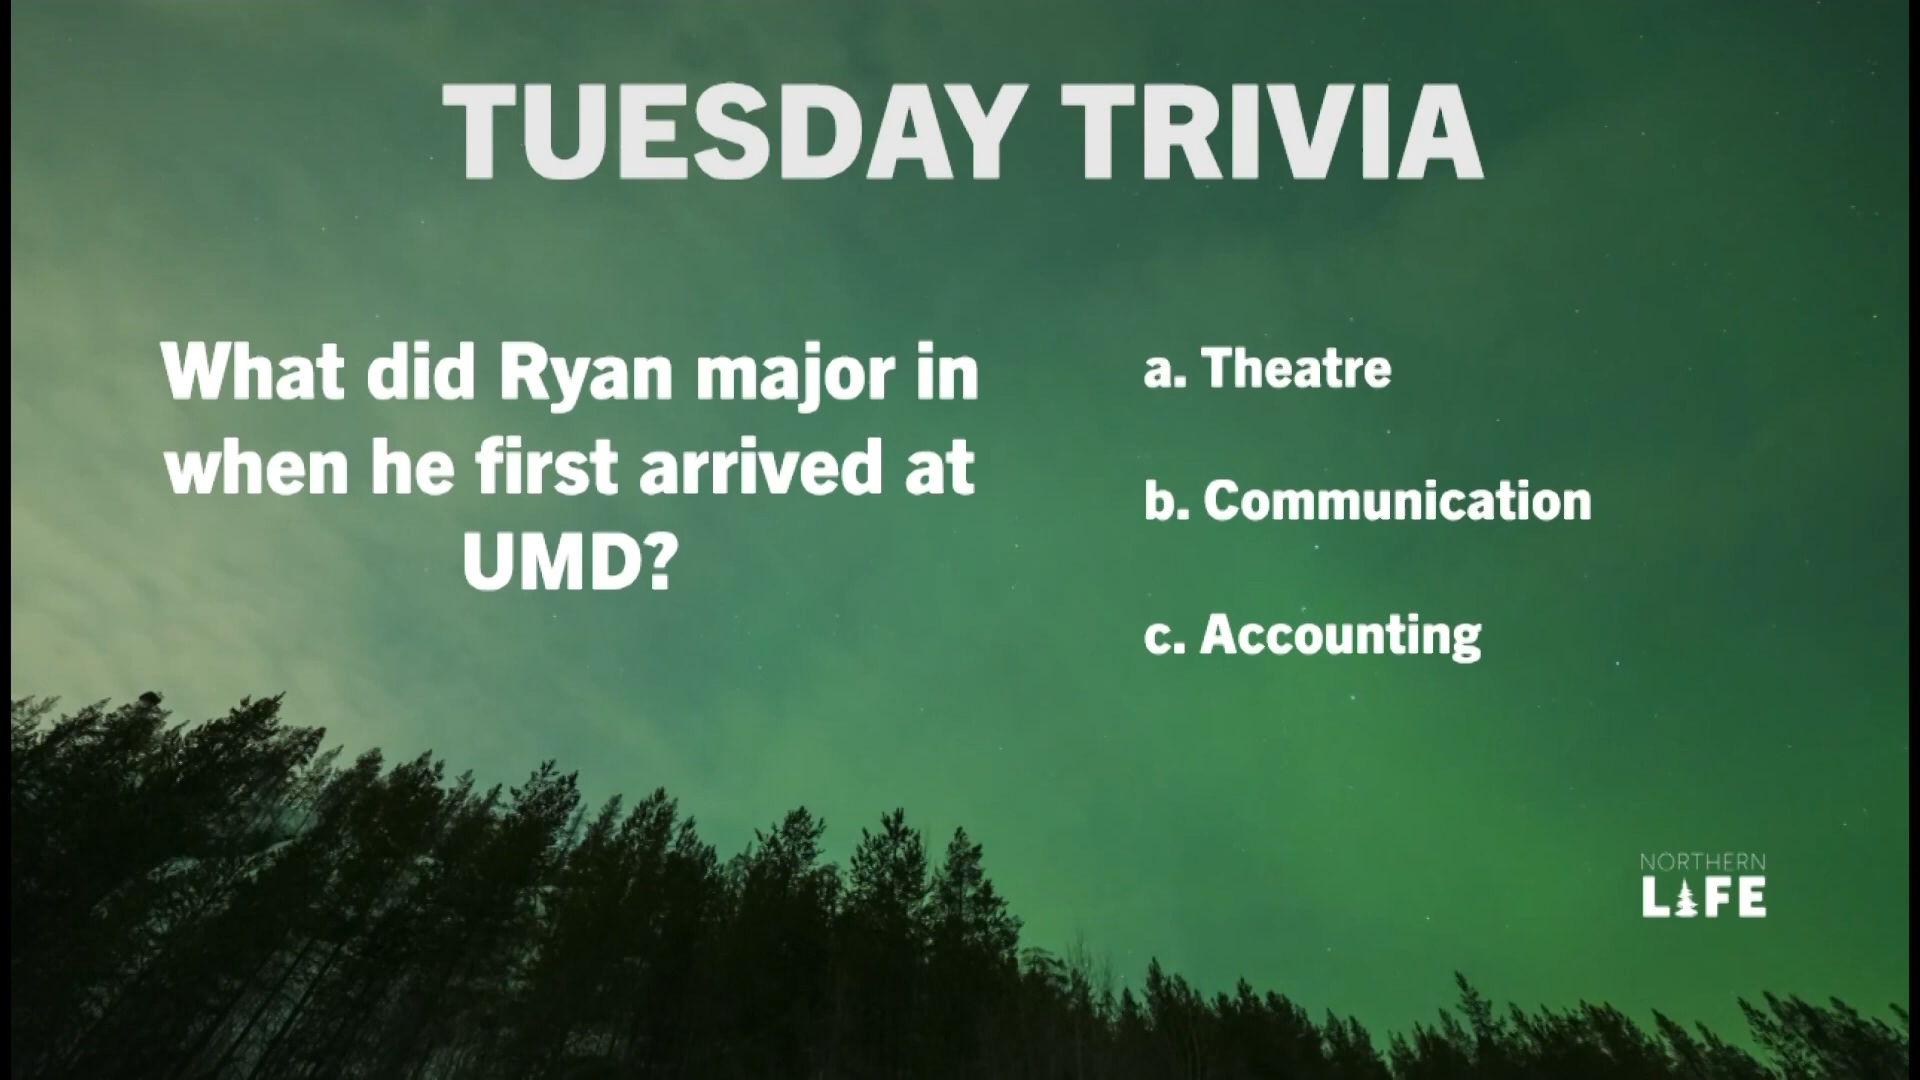 TUESDAY TRIVIA
What did Ryan major in
when he first arrived at
UMD?
a. Theatre
b. Communication
c. Accounting
NORTHERN
LIFE